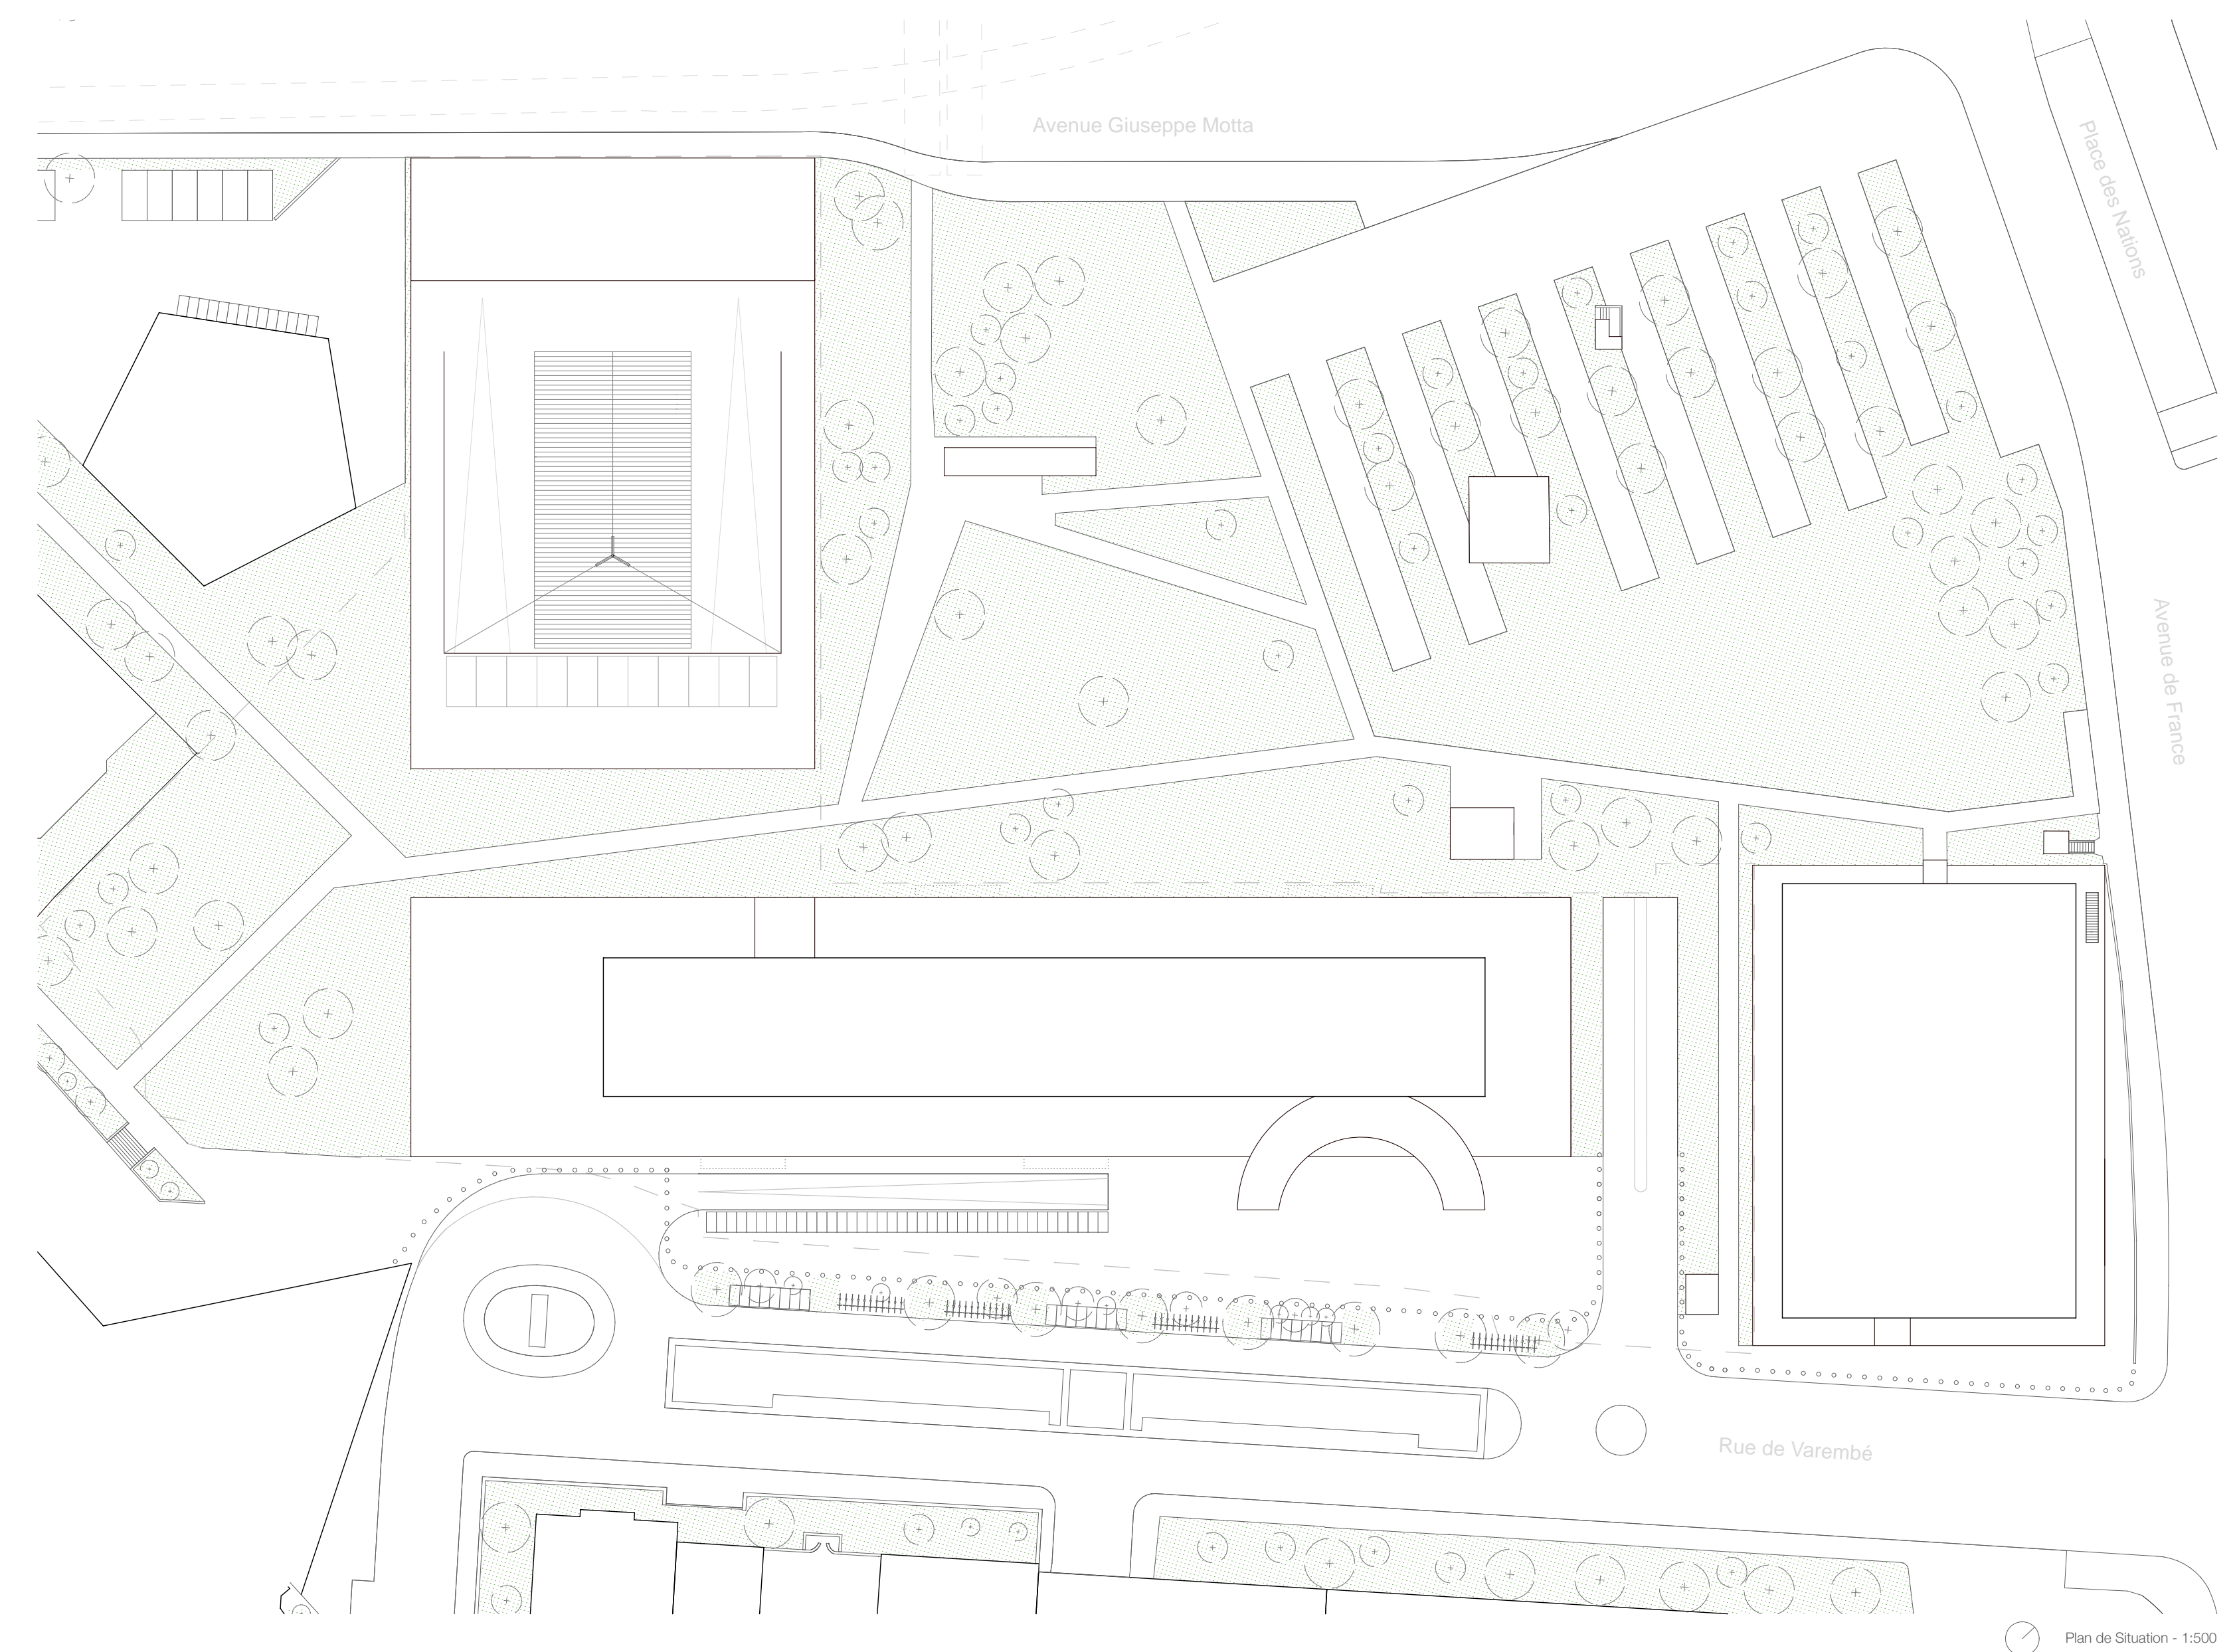 Avenue Giuseppe Motta
Place des Nations
Avenue de France
Rue de Varembé
Plan de Situation - 1:500